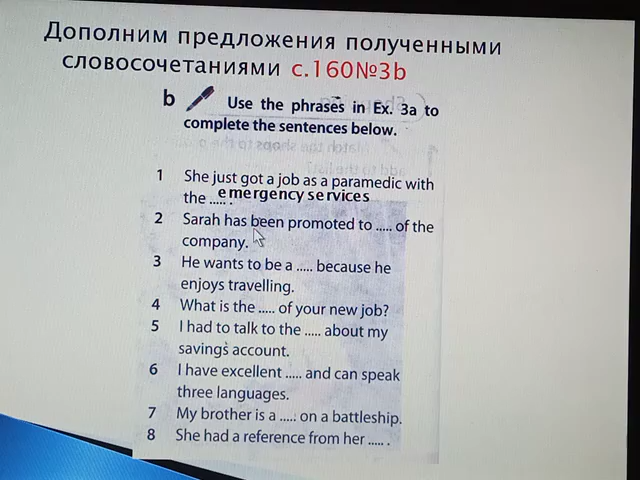 Дополним предложения полученными
словосочетаниями с.160№3b
b Use the phrases in Ex. 3a to
complete the sentences below.
1 She just got a job as a paramedic with
the ..... . emergency services
2 Sarah has been promoted to ..... of the
company.
3 He wants to be a ..... because he
enjoys travelling.
4 What is the ..... of your new job?
5 I had to talk to the ..... about my
savings account.
6 I have excellent ..... and can speak
three languages.
7 My brother is a ..... on a battleship.
8 She had a reference from her ..... .